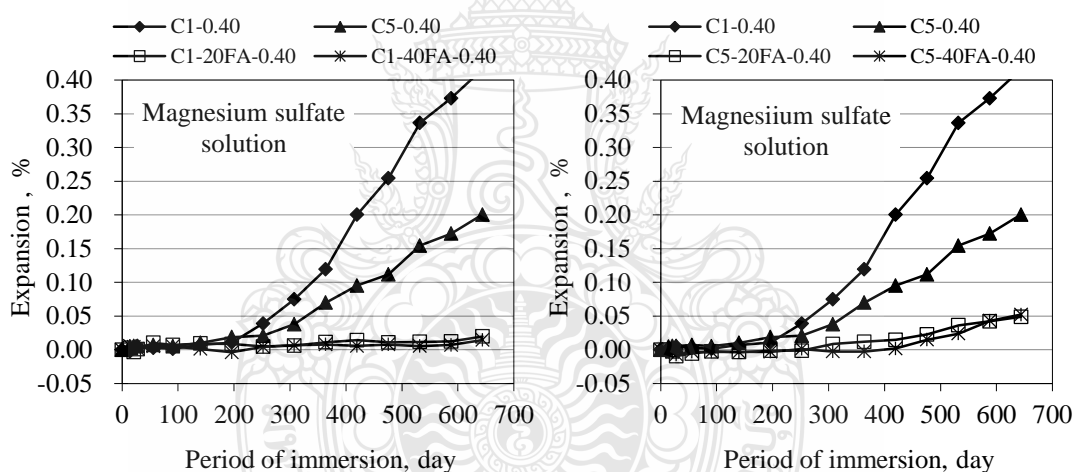 C1-0.40 C5-0.40
C1-20FA-0.40 C1-40FA-0.40
0.40
0.35
0.30
0.25
0.20
0.15
0.10
0.05
0.00
-0.05
Expansion , %
Magnesium sulfate
solution
0 100 200 300 400 500 600 700
Period of immersion, day
C1-0.40 C5-0.40
C5-20FA-0.40 C5-40FA-0.40
0.40
0.35
0.30
0.25
0.20
0.15
0.10
0.05
0.00
-0.05
Expansion , %
Magnesiiium sulfate
solution
0 100 200 300 400 500 600 700
Period of immersion, day